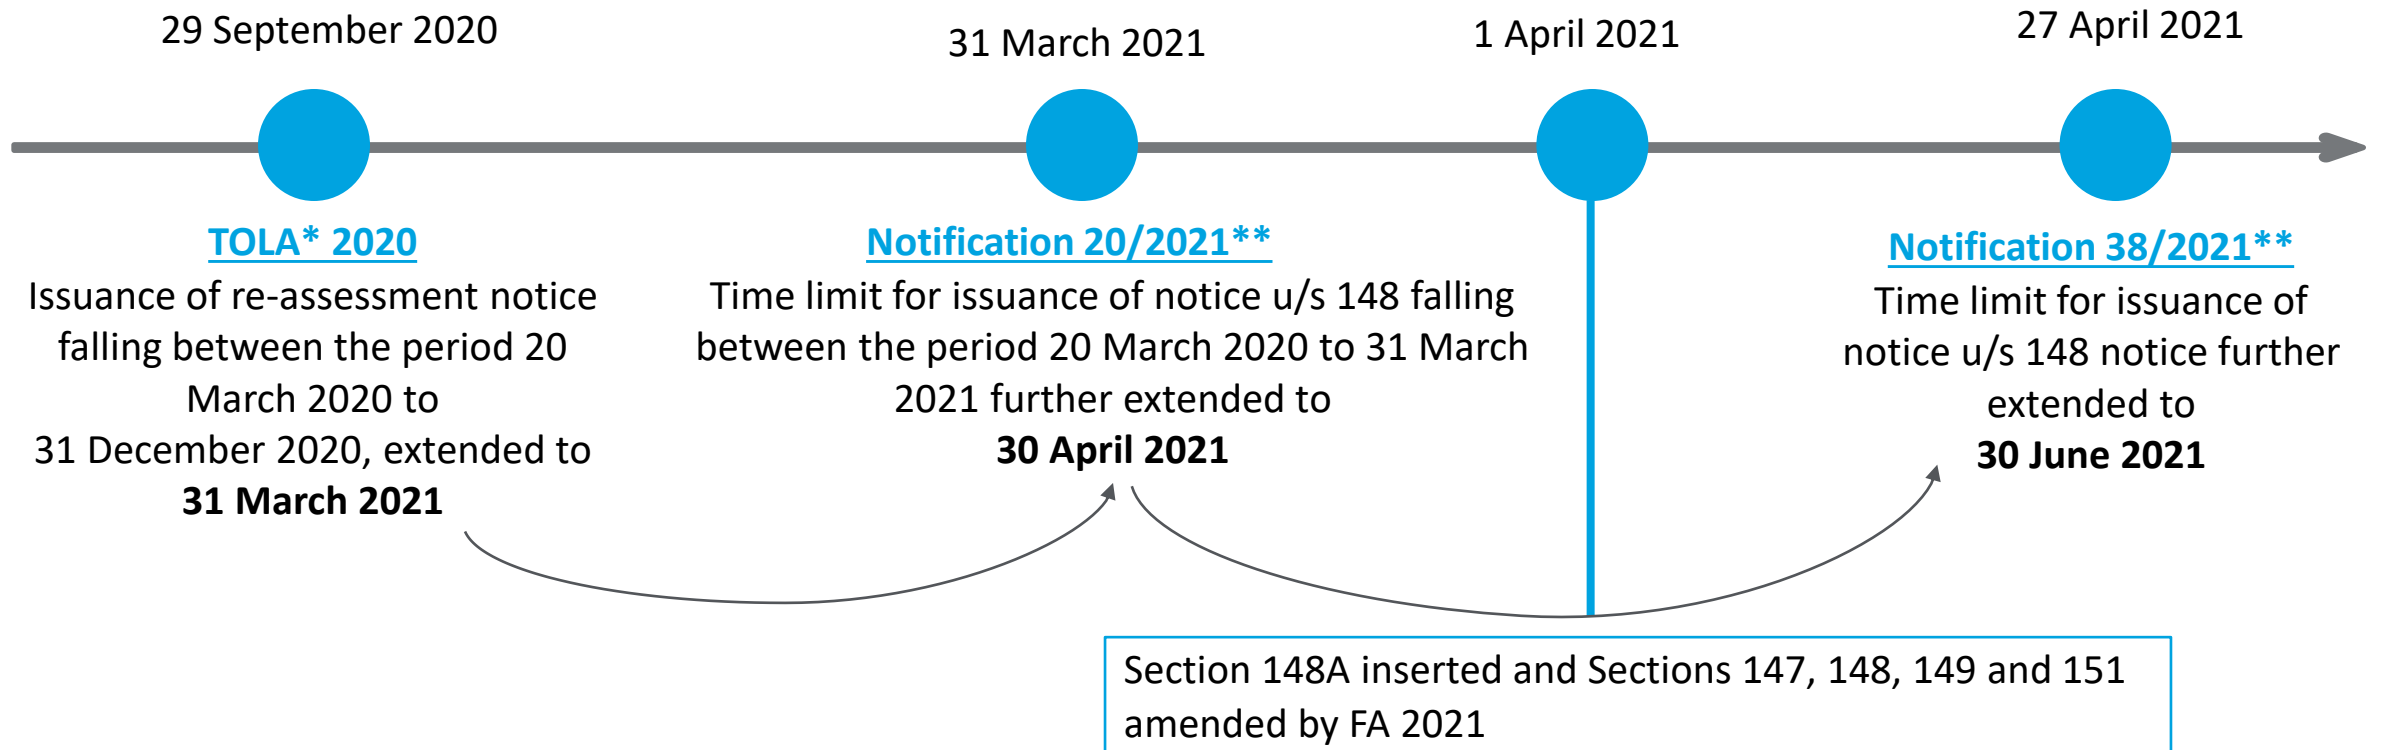 29 September 2020
31 March 2021
1 April 2021
27 April 2021
TOLA* 2020
Issuance of re-assessment notice
falling between the period 20
March 2020 to
31 December 2020, extended to
31 March 2021
Notification 20/2021**
Time limit for issuance of notice u/s 148 falling
between the period 20 March 2020 to 31 March
2021 further extended to
30 April 2021
Notification 38/2021**
Time limit for issuance of
notice u/s 148 notice further
extended to
30 June 2021
Section 148A inserted and Sections 147, 148, 149 and 151
amended by FA 2021